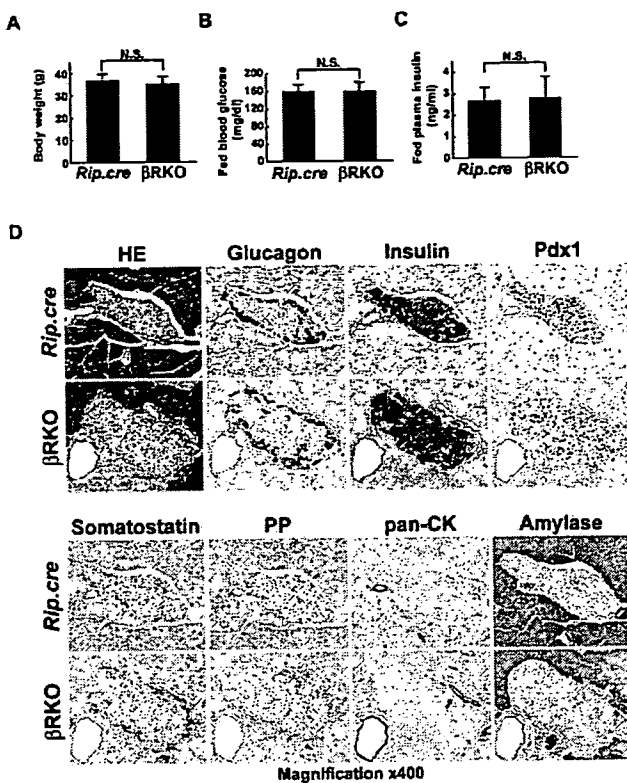 A
B
C
N.S.
N.S.
N.S.
Body weight (g)
40
30
20
10
0
Rip.cre βRKO
Fed blood glucose
(mg/dl)
200
160
120
80
40
0
Rip.cre βRKO
Fed plasma insulin
(ng/ml)
5
4
3
2
1
0
Rip.cre βRKO
D
HE Glucagon Insulin Pdx1
Rip.cre
βRKO
Somatostatin PP pan-CK Amylase
Rip.cre
βRKO
Magnification x400